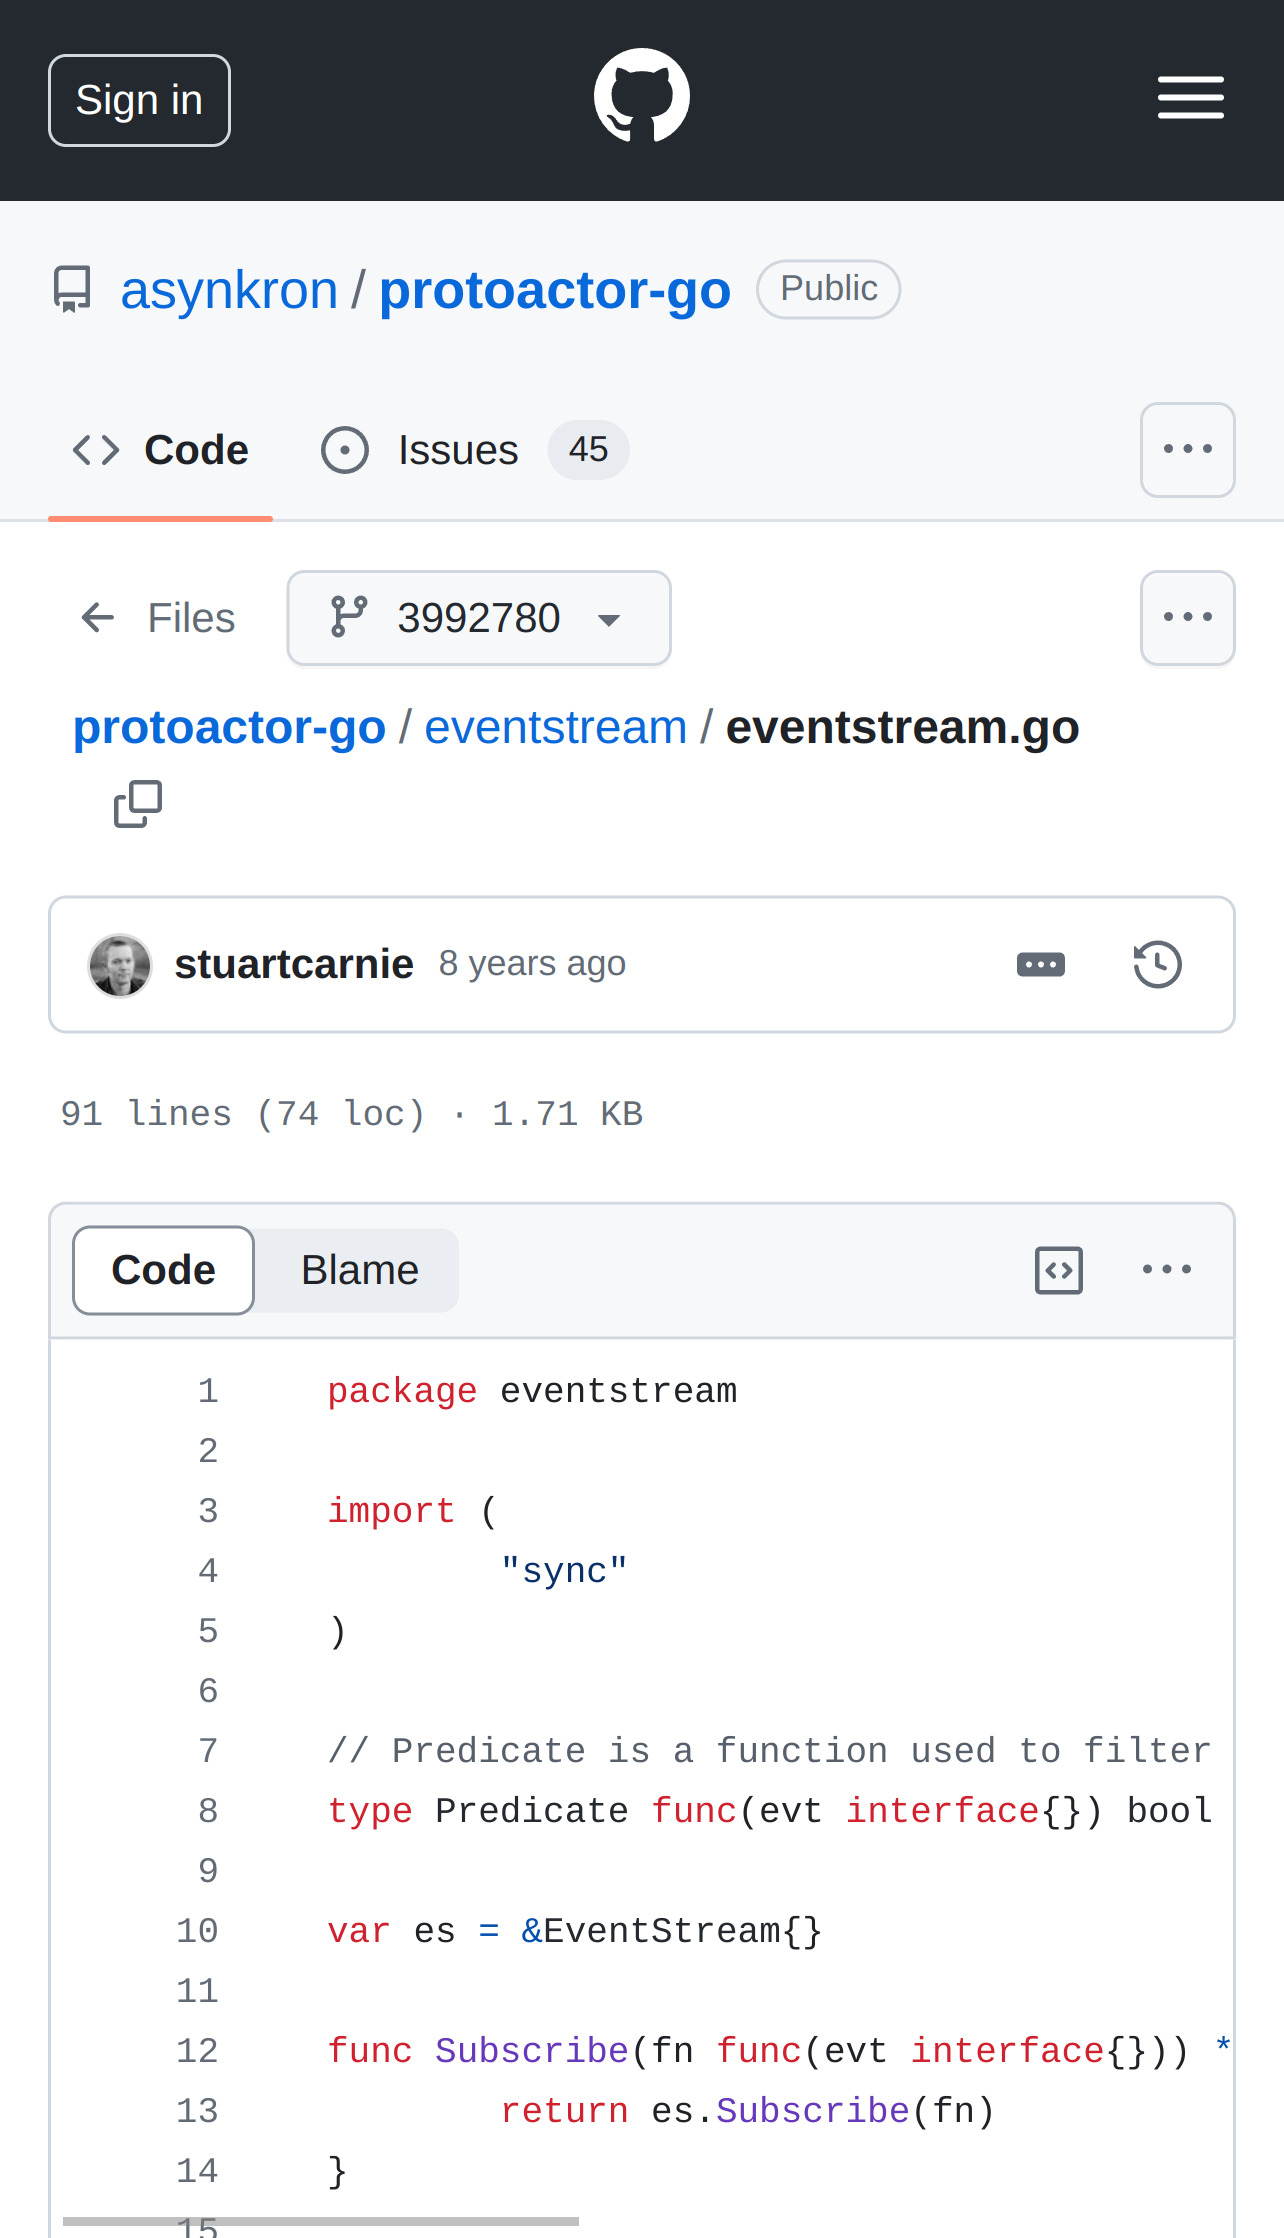 Sign in
asynkron / protoactor-go Public
Code Issues 45
Files 3992780
protoactor-go / eventstream / eventstream.go
stuartcarnie 8 years ago
91 lines (74 loc) · 1.71 KB
Code Blame
1 package eventstream
2
3 import (
4 "sync"
5 )
6
7 // Predicate is a function used to filter
8 type Predicate func(evt interface{}) bool
9
10 var es = &EventStream{}
11
12 func Subscribe(fn func(evt interface{})) *
13 return es.Subscribe(fn)
14 }
15